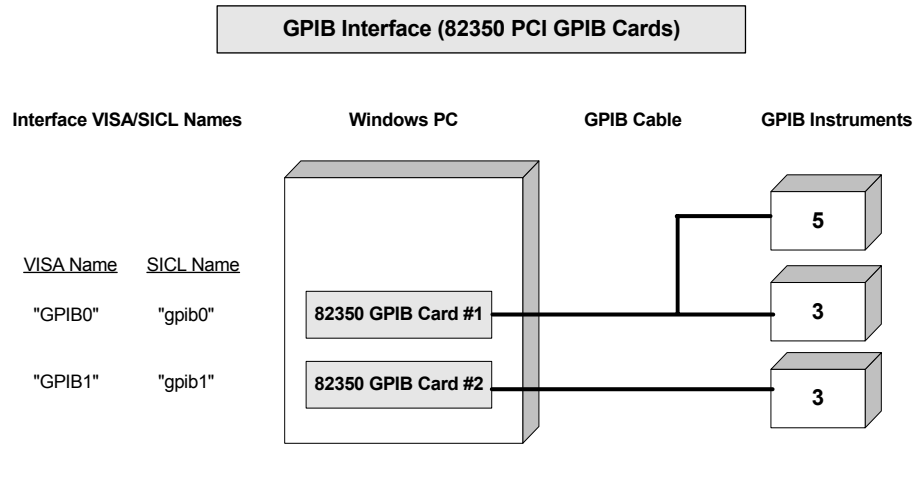 GPIB Interface (82350 PCI GPIB Cards)
Interface VISA/SICL Names
Windows PC
GPIB Cable
GPIB Instruments
5
VISA Name
SICL Name
"GPIB0"
"gpib0"
82350 GPIB Card #1
3
"GPIB1"
"gpib1"
82350 GPIB Card #2
3